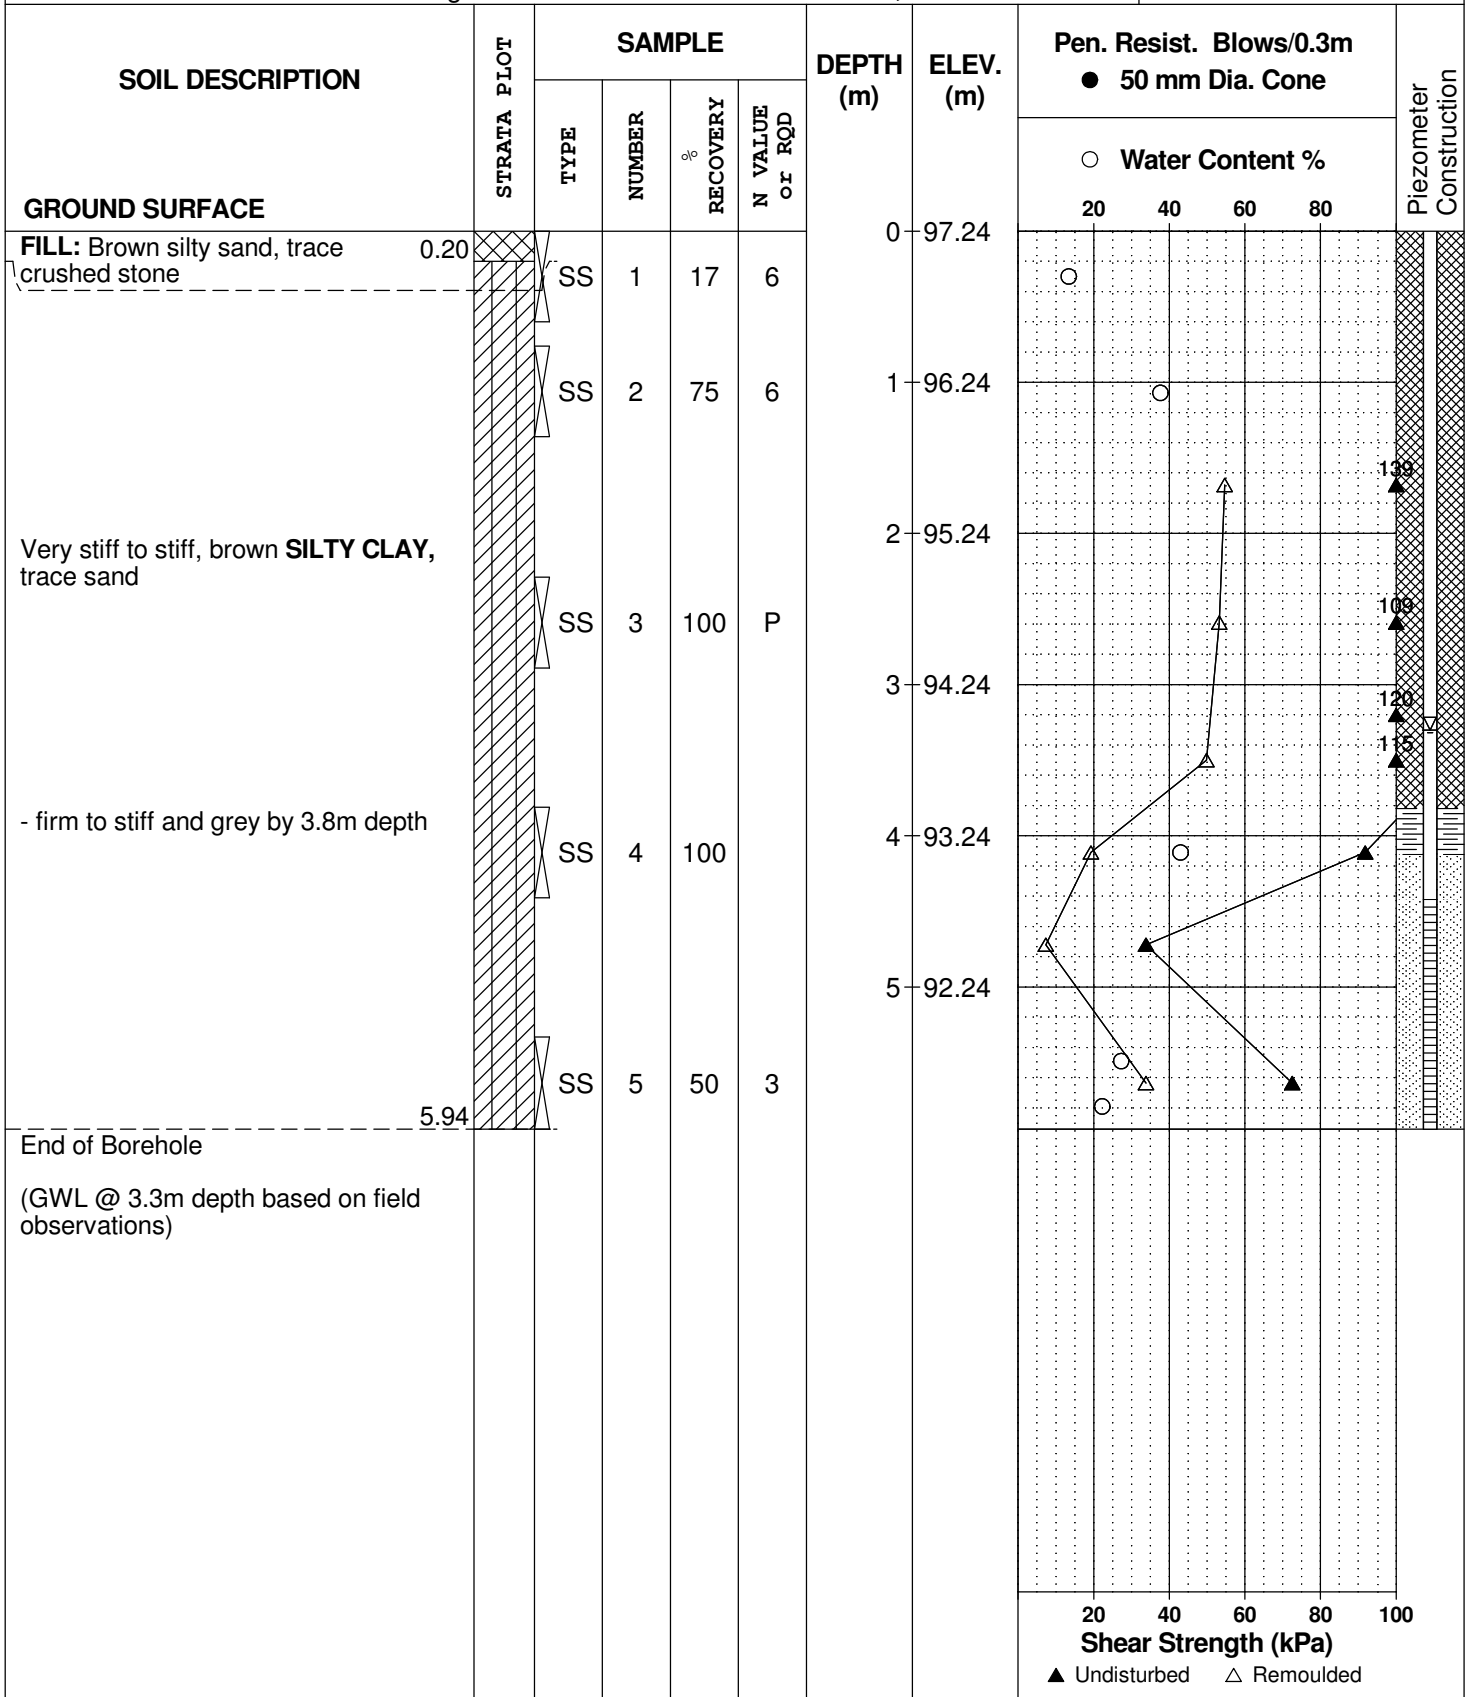 SOIL DESCRIPTION
GROUND SURFACE
STRATA PLOT
SAMPLE
TYPE
NUMBER
%
RECOVERY
N VALUE
or RQD
DEPTH
(m)
ELEV.
(m)
Pen. Resist. Blows/0.3m
● 50 mm Dia. Cone
○ Water Content %
20 40 60 80
Piezometer
Construction
0 97.24
FILL: Brown silty sand, trace 0.20
crushed stone
SS 1 17 6
1 96.24
SS 2 75 6
139
2 95.24
Very stiff to stiff, brown SILTY CLAY,
trace sand
109
SS 3 100 P
3 94.24
120
115
- firm to stiff and grey by 3.8m depth
4 93.24
SS 4 100
5 92.24
SS 5 50 3
5.94
End of Borehole
(GWL @ 3.3m depth based on field
observations)
20 40 60 80 100
Shear Strength (kPa)
▲ Undisturbed △ Remoulded